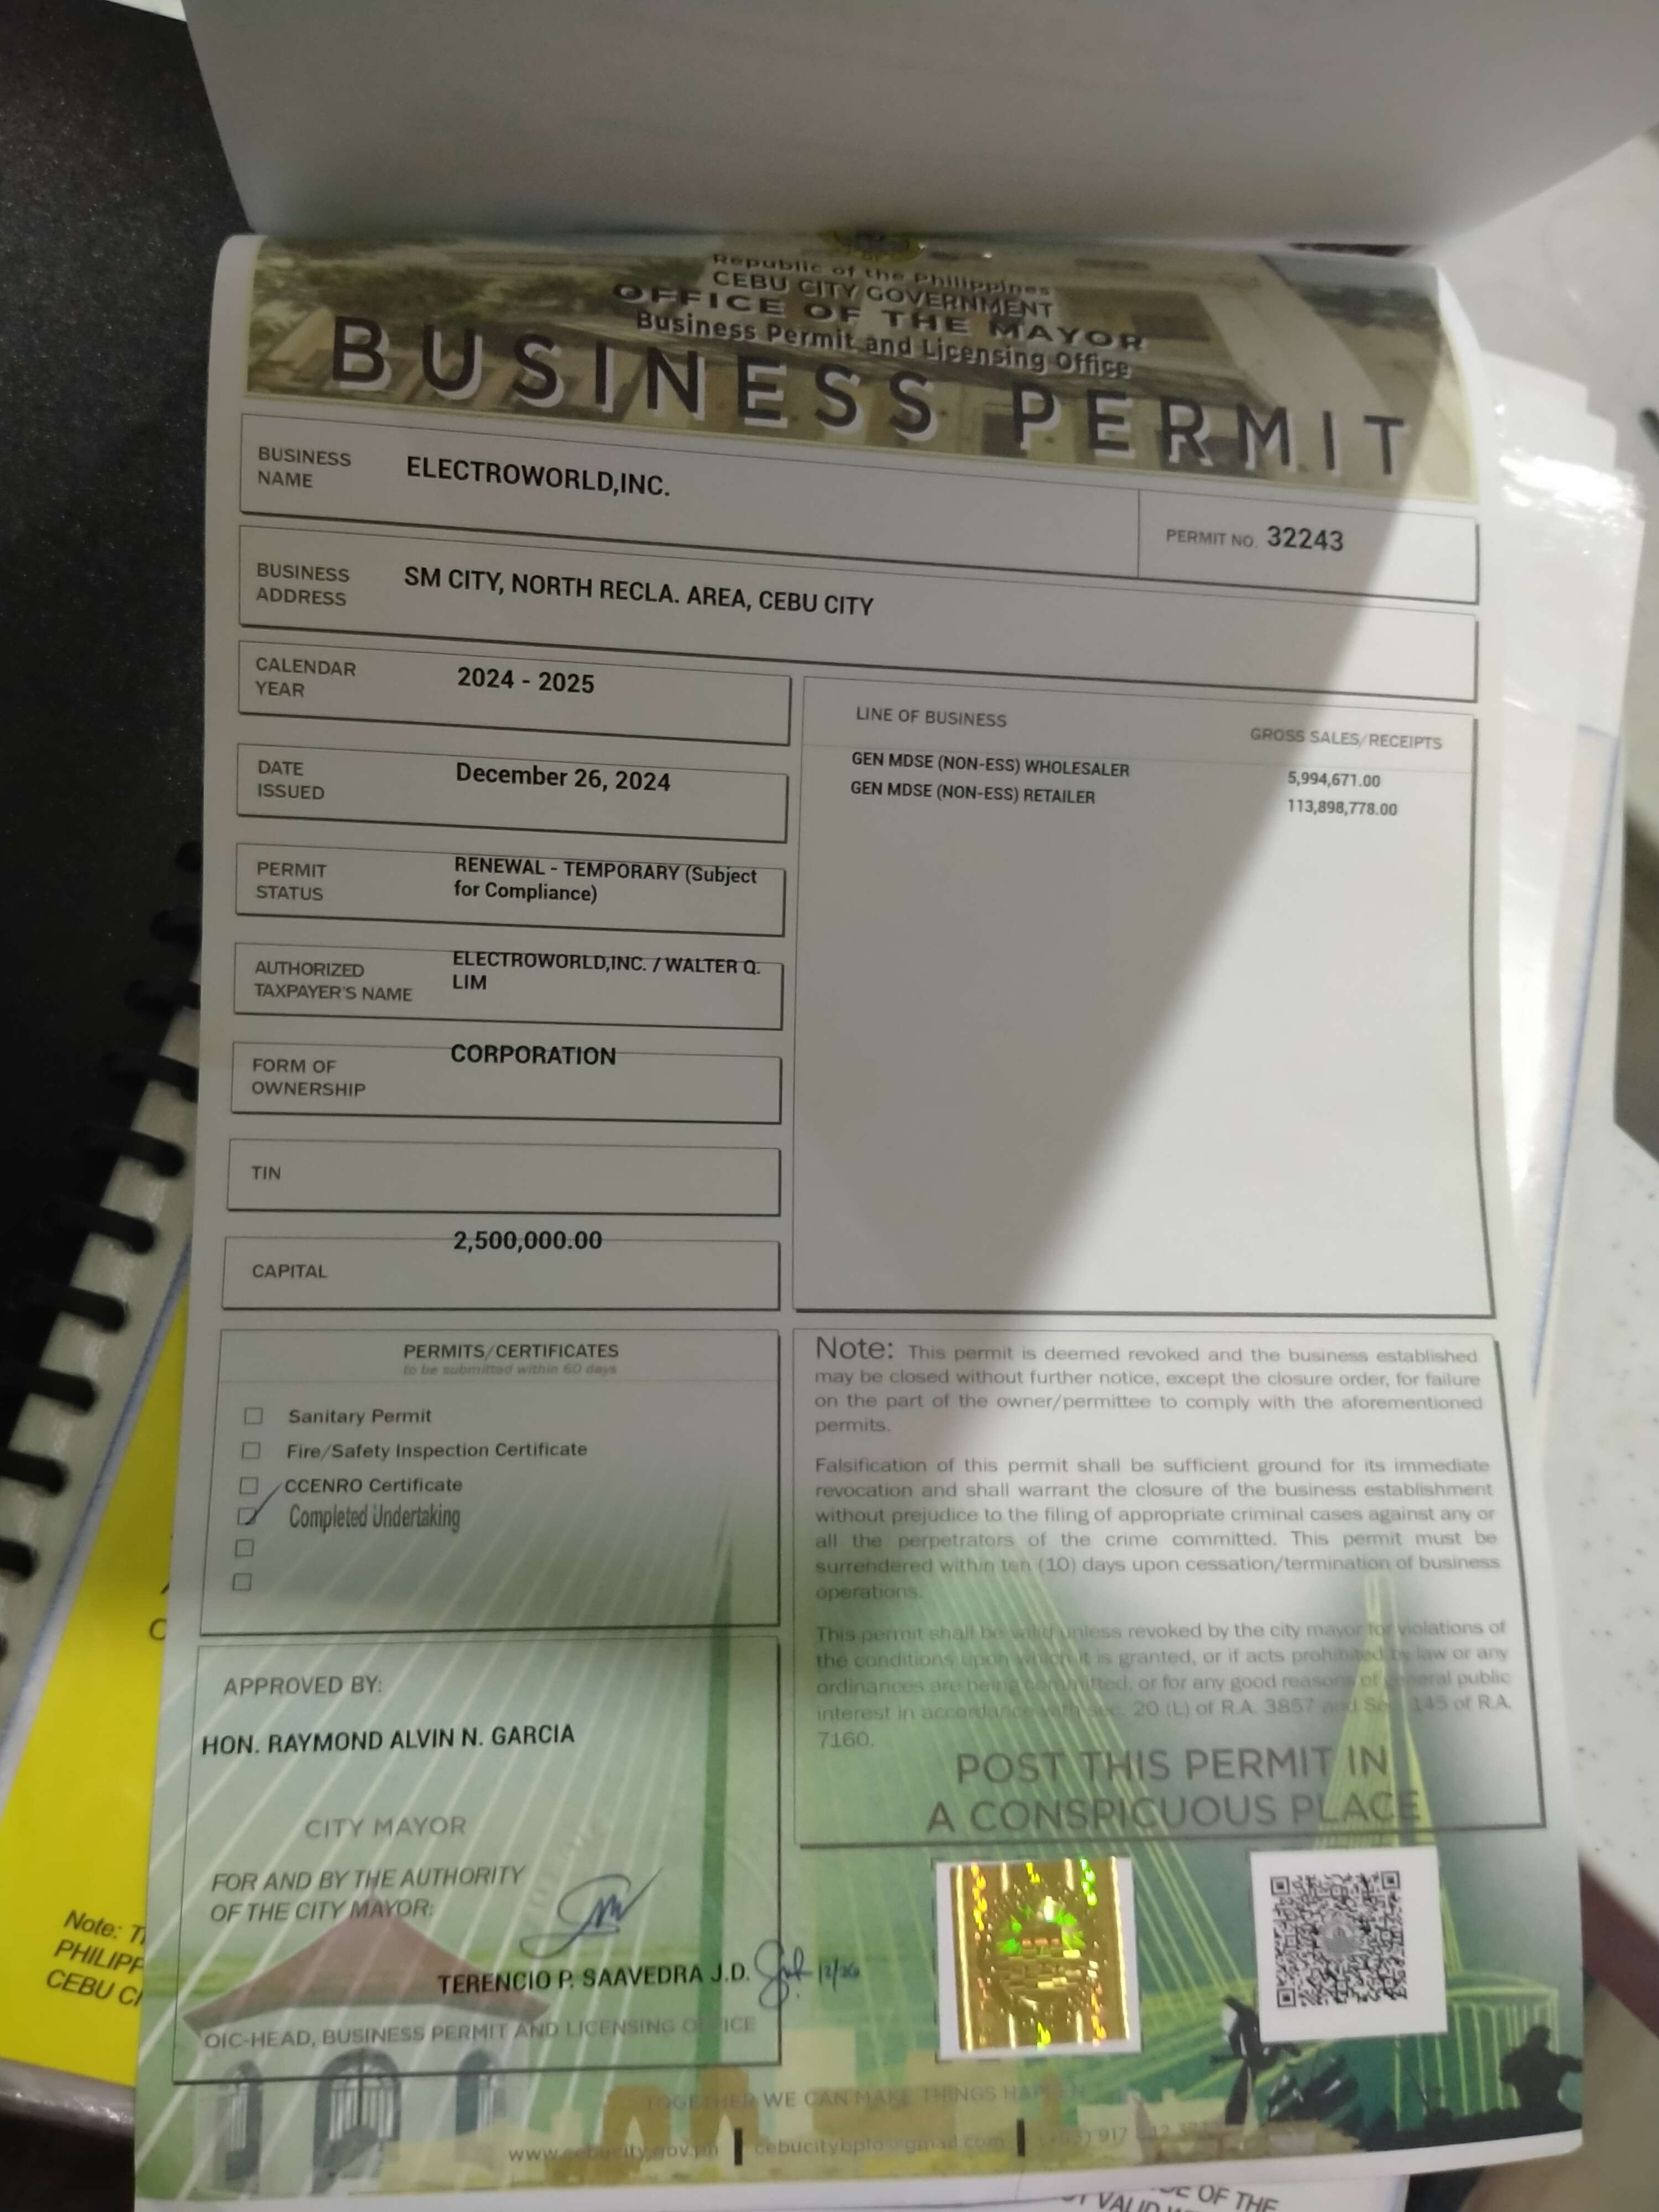 Republic of the Philippines
CEBU CITY GOVERNMENT
OFFICE OF THE MAYOR
Business Permit and Licensing Office
BUSINESS PERMIT
BUSINESS NAME
ELECTROWORLD,INC.
PERMIT NO. 32243
BUSINESS ADDRESS
SM CITY, NORTH RECLA. AREA, CEBU CITY
CALENDAR YEAR
2024 - 2025
DATE ISSUED
December 26, 2024
PERMIT STATUS
RENEWAL - TEMPORARY (Subject
for Compliance)
AUTHORIZED TAXPAYER'S NAME
ELECTROWORLD,INC. / WALTER Q.
LIM
FORM OF OWNERSHIP
CORPORATION
TIN
CAPITAL
2,500,000.00
LINE OF BUSINESS
GROSS SALES/RECEIPTS
GEN MDSE (NON-ESS) WHOLESALER 5,994,671.00
GEN MDSE (NON-ESS) RETAILER 113,898,778.00
PERMITS/CERTIFICATES
to be submitted within 60 days
Sanitary Permit
Fire/Safety Inspection Certificate
CCENRO Certificate
Completed Undertaking
Note: This permit is deemed revoked and the business established
may be closed without further notice, except the closure order, for failure
on the part of the owner/permittee to comply with the aforementioned
permits.
Falsification of this permit shall be sufficient ground for its immediate
revocation and shall warrant the closure of the business establishment
without prejudice to the filing of appropriate criminal cases against any or
all the perpetrators of the crime committed. This permit must be
surrendered within ten (10) days upon cessation/termination of business
operations.
This permit shall be valid unless revoked by the city mayor for violations of
the conditions upon which it is granted, or if acts prohibited by law or any
ordinances are being committed, or for any good reasons of general public
interest in accordance with sec. 20 (L) of R.A. 3857 and Sec. 145 of R.A.
7160.
POST THIS PERMIT IN
A CONSPICUOUS PLACE
APPROVED BY:
HON. RAYMOND ALVIN N. GARCIA
CITY MAYOR
FOR AND BY THE AUTHORITY
OF THE CITY MAYOR:
TERENCIO P. SAAVEDRA J.D. 12/26
OIC-HEAD, BUSINESS PERMIT AND LICENSING OFFICE
TOGETHER WE CAN MAKE THINGS HAPPEN
www.cebucity.gov.ph | cebucitybplo@gmail.com | 917
Note:
PHILIPP
CEBU CI
OF THE
VALID